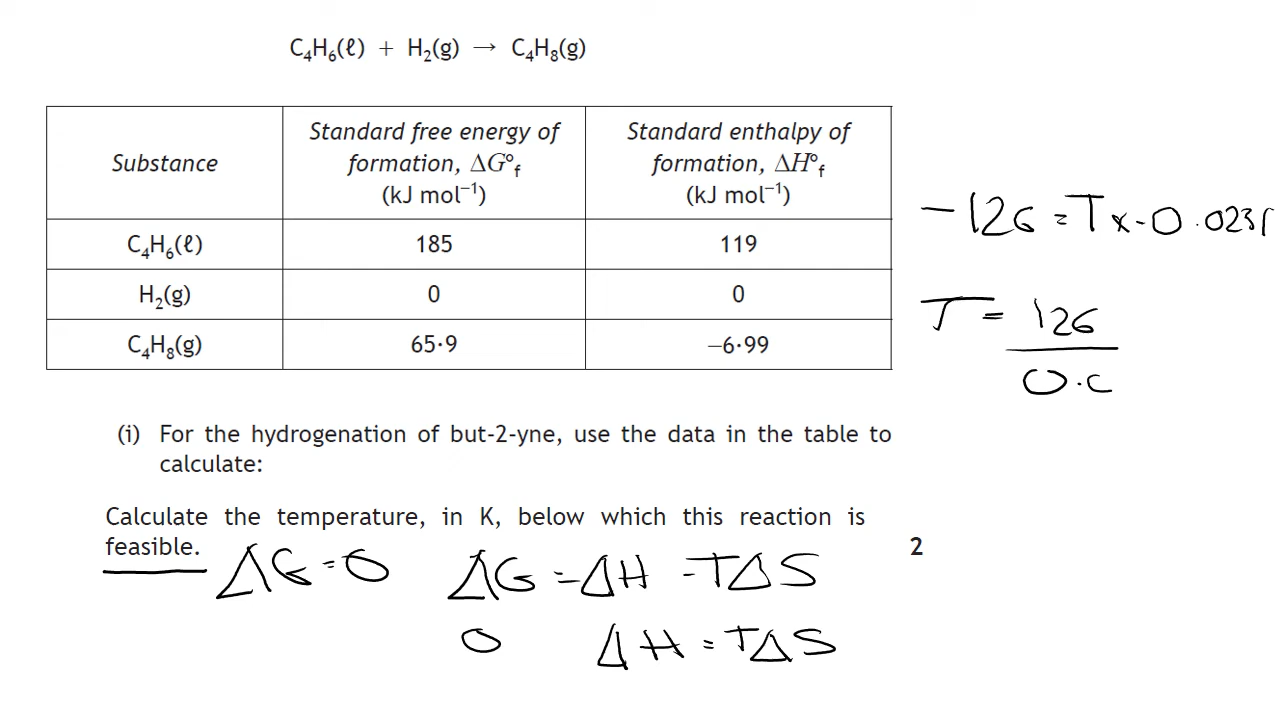 C₄H₆(ℓ) + H₂(g) → C₄H₈(g)
Substance | Standard free energy of formation, ΔG°f (kJ mol⁻¹) | Standard enthalpy of formation, ΔH°f (kJ mol⁻¹)
C₄H₆(ℓ) | 185 | 119
H₂(g) | 0 | 0
C₄H₈(g) | 65·9 | −6·99
-126 = T x -0.0231
T = 126
0.0
(i) For the hydrogenation of but-2-yne, use the data in the table to
calculate:
Calculate the temperature, in K, below which this reaction is
feasible. 2
ΔG = 0 ΔG = ΔH - TΔS
0 ΔH = TΔS